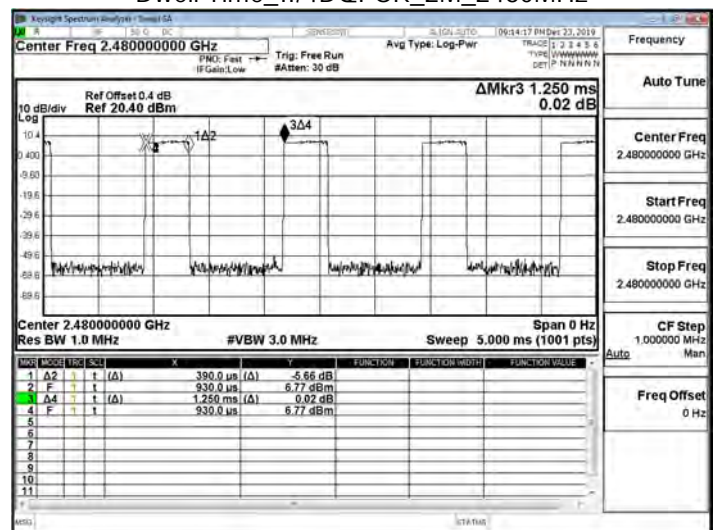 Dwell Time_π/4DQPSK_2M_2480MHz
Keysight Spectrum Analyzer - Swept SA
50 Ω DC
ALIGN AUTO
09:14:17 PM Dec 23, 2019
Center Freq 2.480000000 GHz
PNO: Fast
IFGain:Low
Trig: Free Run
#Atten: 30 dB
Avg Type: Log-Pwr
TRACE 1 2 3 4 5 6
TYPE WWWWWW
DET P NNNNN
Frequency
Ref Offset 0.4 dB
10 dB/div Ref 20.40 dBm
ΔMkr3 1.250 ms
0.02 dB
Log
10.4
0.400
-9.60
-19.6
-29.6
-39.6
-49.6
-59.6
-69.6
1Δ2
3Δ4
Center 2.480000000 GHz
Span 0 Hz
Res BW 1.0 MHz
#VBW 3.0 MHz
Sweep 5.000 ms (1001 pts)
MKR MODE TRC SCL X Y FUNCTION FUNCTION WIDTH FUNCTION VALUE
1 Δ2 1 t (Δ) 390.0 µs (Δ) -5.66 dB
2 F 1 t 930.0 µs 6.77 dBm
3 Δ4 1 t (Δ) 1.250 ms (Δ) 0.02 dB
4 F 1 t 930.0 µs 6.77 dBm
5
6
7
8
9
10
11
MSG
STATUS
Auto Tune
Center Freq
2.480000000 GHz
Start Freq
2.480000000 GHz
Stop Freq
2.480000000 GHz
CF Step
1.000000 MHz
Auto Man
Freq Offset
0 Hz